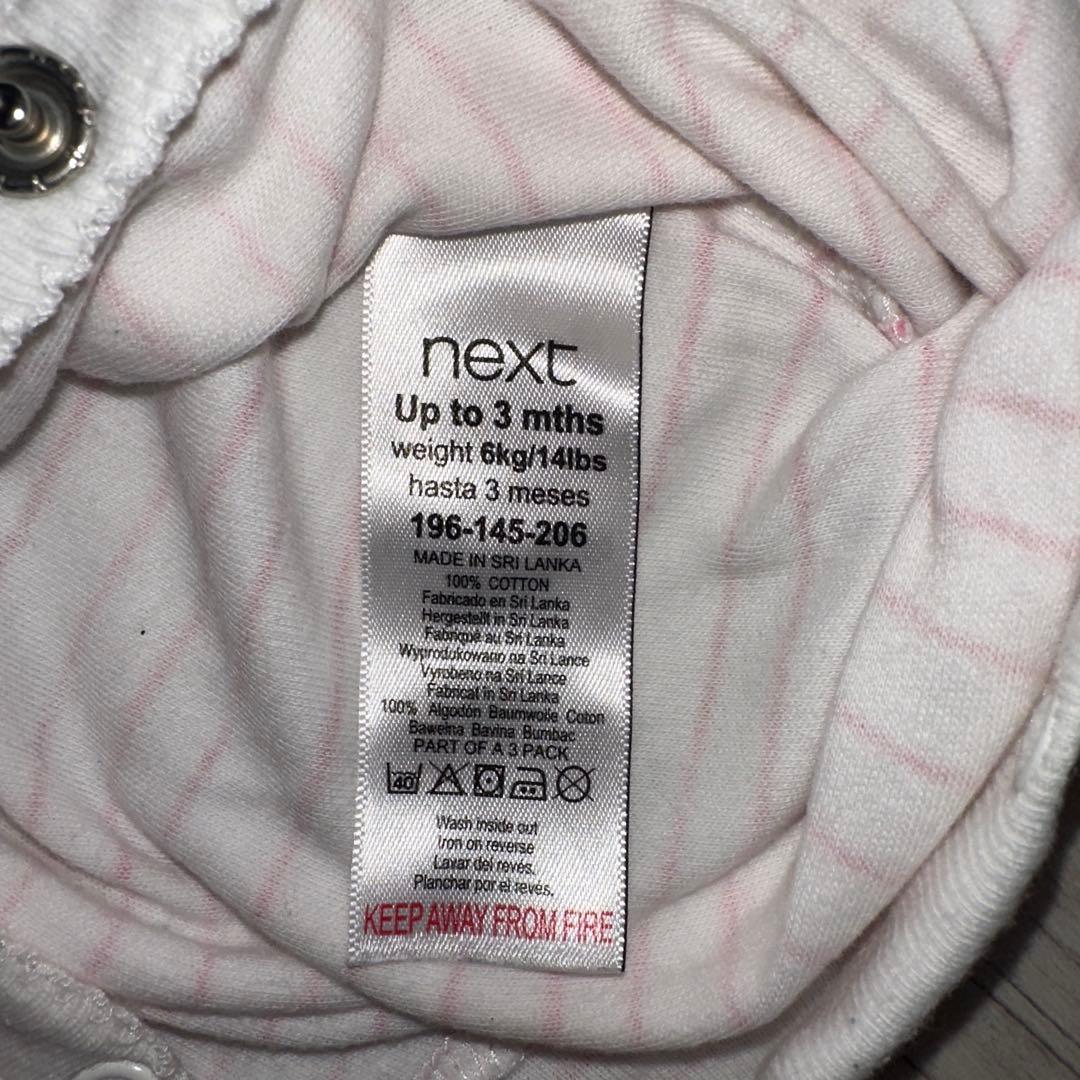 next
Up to 3 mths
weight 6kg/14lbs
hasta 3 meses
196-145-206
MADE IN SRI LANKA
100% COTTON
Fabricado en Sri Lanka
Hergestellt in Sri Lanka
Fabriqué au Sri Lanka
Wyprodukowano na Sri Lance
Vyrobeno na Sri Lance
Fabricat in Sri Lanka
100% Algodón Baumwolle Coton
Bawełna Bavlna Bumbac
PART OF A 3 PACK
40
Wash inside out
Iron on reverse
Lavar del revés.
Planchar por el revés.
KEEP AWAY FROM FIRE